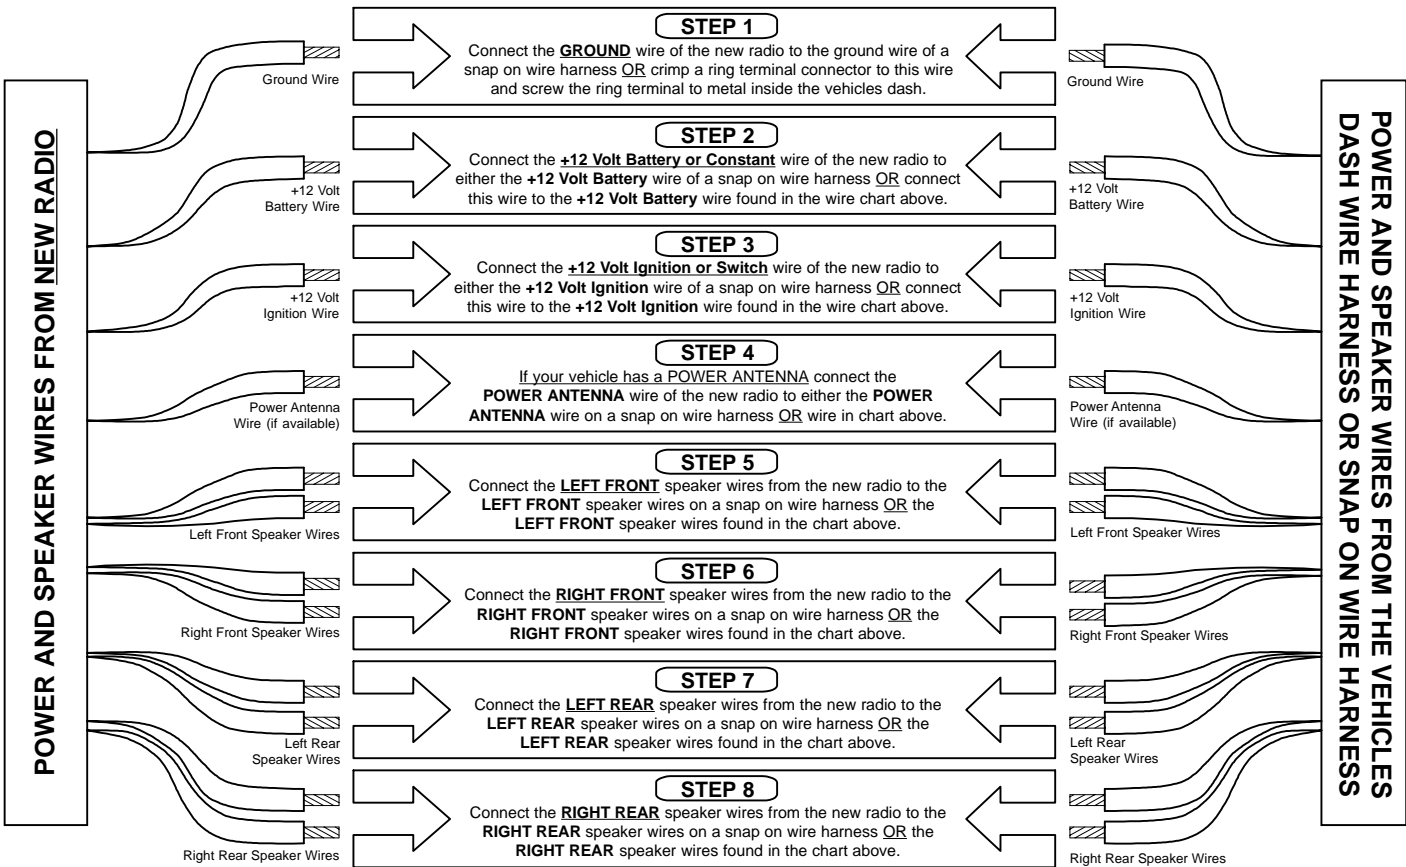 POWER AND SPEAKER WIRES FROM NEW RADIO
STEP 1
Connect the GROUND wire of the new radio to the ground wire of a
snap on wire harness OR crimp a ring terminal connector to this wire
and screw the ring terminal to metal inside the vehicles dash.
Ground Wire
Ground Wire
STEP 2
Connect the +12 Volt Battery or Constant wire of the new radio to
either the +12 Volt Battery wire of a snap on wire harness OR connect
this wire to the +12 Volt Battery wire found in the wire chart above.
+12 Volt
Battery Wire
+12 Volt
Battery Wire
STEP 3
Connect the +12 Volt Ignition or Switch wire of the new radio to
either the +12 Volt Ignition wire of a snap on wire harness OR connect
this wire to the +12 Volt Ignition wire found in the wire chart above.
+12 Volt
Ignition Wire
+12 Volt
Ignition Wire
STEP 4
If your vehicle has a POWER ANTENNA connect the
POWER ANTENNA wire of the new radio to either the POWER
ANTENNA wire on a snap on wire harness OR wire in chart above.
Power Antenna
Wire (if available)
Power Antenna
Wire (if available)
STEP 5
Connect the LEFT FRONT speaker wires from the new radio to the
LEFT FRONT speaker wires on a snap on wire harness OR the
LEFT FRONT speaker wires found in the chart above.
Left Front Speaker Wires
Left Front Speaker Wires
STEP 6
Connect the RIGHT FRONT speaker wires from the new radio to the
RIGHT FRONT speaker wires on a snap on wire harness OR the
RIGHT FRONT speaker wires found in the chart above.
Right Front Speaker Wires
Right Front Speaker Wires
STEP 7
Connect the LEFT REAR speaker wires from the new radio to the
LEFT REAR speaker wires on a snap on wire harness OR the
LEFT REAR speaker wires found in the chart above.
Left Rear
Speaker Wires
Left Rear
Speaker Wires
STEP 8
Connect the RIGHT REAR speaker wires from the new radio to the
RIGHT REAR speaker wires on a snap on wire harness OR the
RIGHT REAR speaker wires found in the chart above.
Right Rear Speaker Wires
Right Rear Speaker Wires
POWER AND SPEAKER WIRES FROM THE VEHICLES
DASH WIRE HARNESS OR SNAP ON WIRE HARNESS